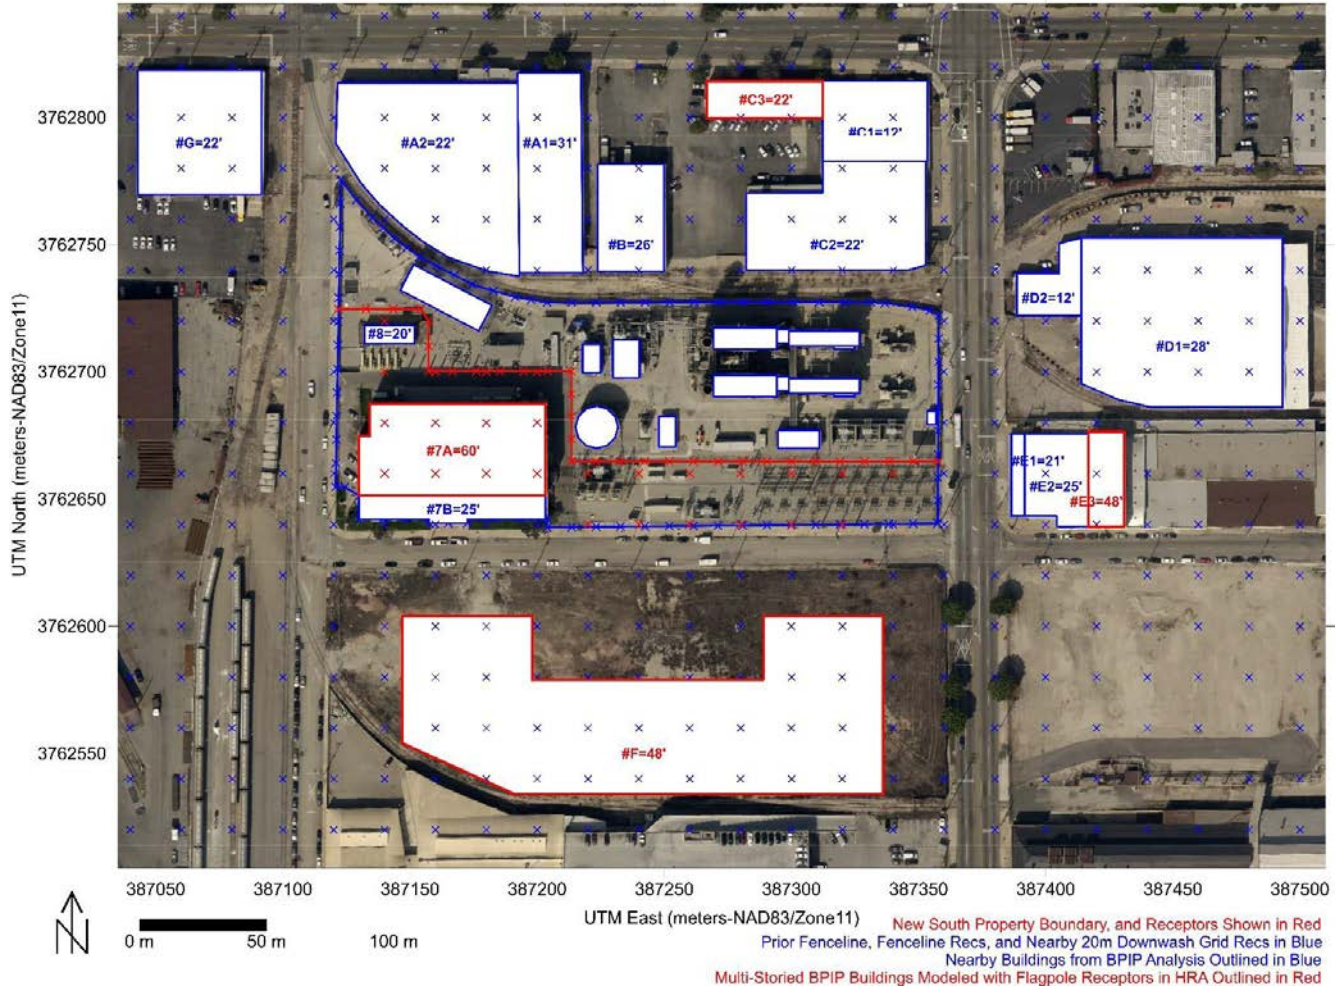 3762800
3762750
3762700
3762650
3762600
3762550
UTM North (meters-NAD83/Zone11)
#G=22'
#A2=22'
#A1=31'
#B=26'
#C3=22'
#C1=12'
#C2=22'
#D2=12'
#D1=28'
#8=20'
#7A=60'
#7B=25'
#E1=21'
#E2=25'
#E3=48'
#F=48'
387050
387100
387150
387200
387250
387300
387350
387400
387450
387500
UTM East (meters-NAD83/Zone11)
N
0 m
50 m
100 m
New South Property Boundary, and Receptors Shown in Red
Prior Fenceline, Fenceline Recs, and Nearby 20m Downwash Grid Recs in Blue
Nearby Buildings from BPIP Analysis Outlined in Blue
Multi-Storied BPIP Buildings Modeled with Flagpole Receptors in HRA Outlined in Red